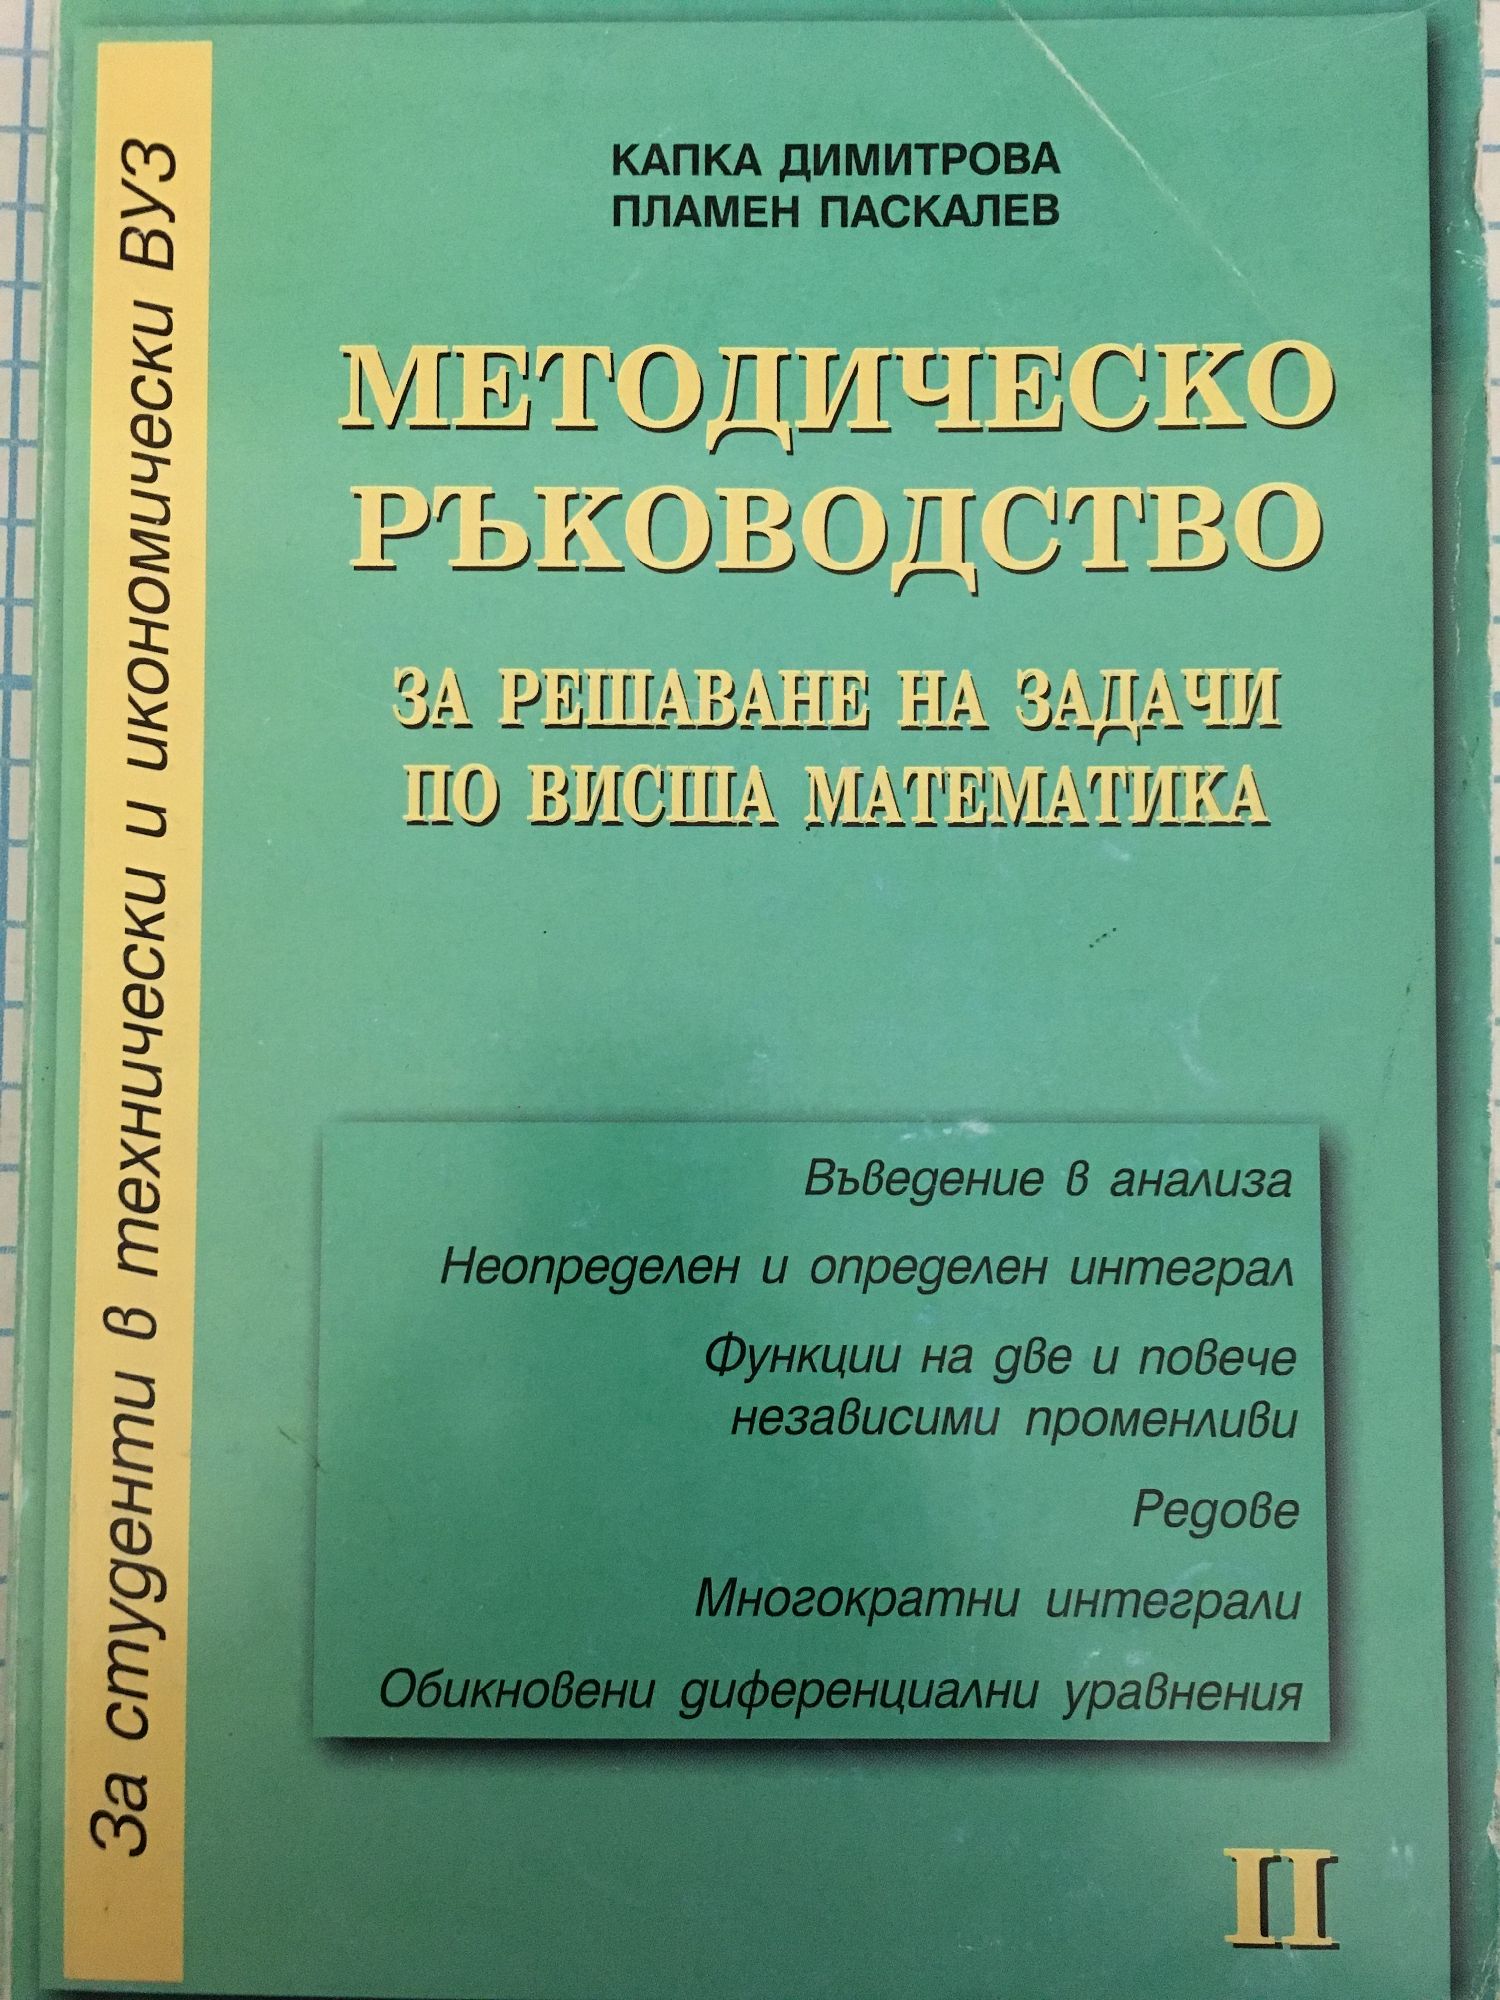 КАПКА ДИМИТРОВА
ПЛАМЕН ПАСКАЛЕВ
МЕТОДИЧЕСКО
РЪКОВОДСТВО
ЗА РЕШАВАНЕ НА ЗАДАЧИ
ПО ВИСША МАТЕМАТИКА
За студенти в технически и икономически ВУЗ
Въведение в анализа
Неопределен и определен интеграл
Функции на две и повече
независими променливи
Редове
Многократни интеграли
Обикновени диференциални уравнения
II